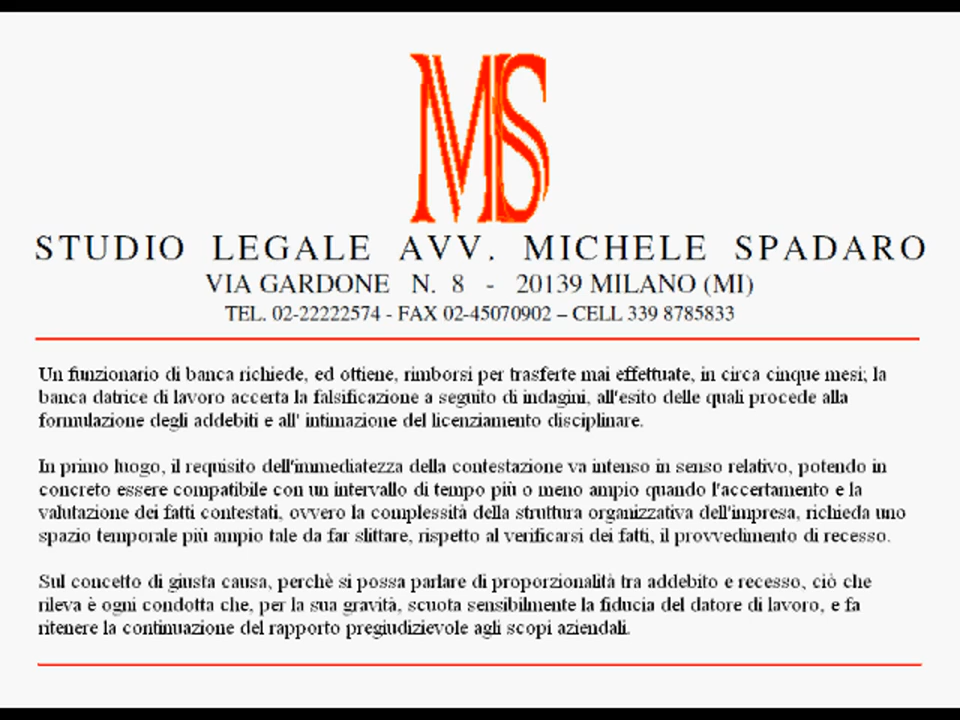 MS
STUDIO LEGALE AVV. MICHELE SPADARO
VIA GARDONE N. 8 - 20139 MILANO (MI)
TEL. 02-22222574 - FAX 02-45070902 – CELL 339 8785833
Un funzionario di banca richiede, ed ottiene, rimborsi per trasferte mai effettuate, in circa cinque mesi; la
banca datrice di lavoro accerta la falsificazione a seguito di indagini, all'esito delle quali procede alla
formulazione degli addebiti e all' intimazione del licenziamento disciplinare.
In primo luogo, il requisito dell'immediatezza della contestazione va intenso in senso relativo, potendo in
concreto essere compatibile con un intervallo di tempo più o meno ampio quando l'accertamento e la
valutazione dei fatti contestati, ovvero la complessità della struttura organizzativa dell'impresa, richieda uno
spazio temporale più ampio tale da far slittare, rispetto al verificarsi dei fatti, il provvedimento di recesso.
Sul concetto di giusta causa, perchè si possa parlare di proporzionalità tra addebito e recesso, ciò che
rileva è ogni condotta che, per la sua gravità, scuota sensibilmente la fiducia del datore di lavoro, e fa
ritenere la continuazione del rapporto pregiudizievole agli scopi aziendali.